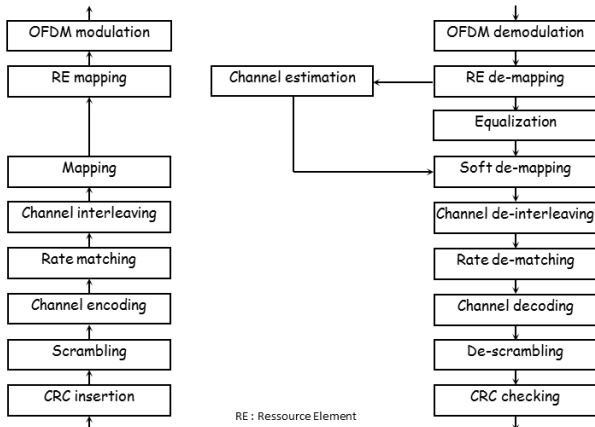 OFDM modulation
RE mapping
Mapping
Channel interleaving
Rate matching
Channel encoding
Scrambling
CRC insertion
Channel estimation
OFDM demodulation
RE de-mapping
Equalization
Soft de-mapping
Channel de-interleaving
Rate de-matching
Channel decoding
De-scrambling
CRC checking
RE : Ressource Element